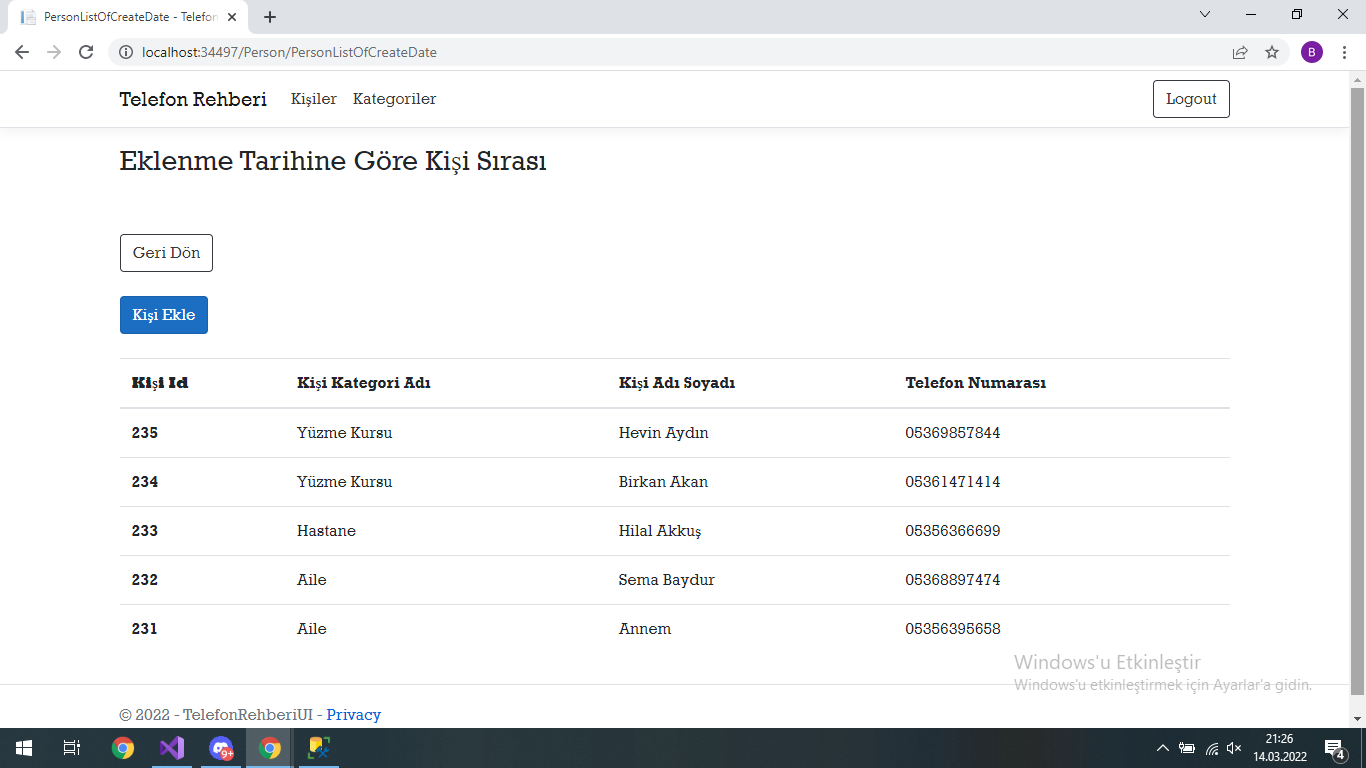 PersonListOfCreateDate - Telefon
localhost:34497/Person/PersonListOfCreateDate
B
Telefon Rehberi Kişiler Kategoriler Logout
Eklenme Tarihine Göre Kişi Sırası
Geri Dön
Kişi Ekle
Kişi Id Kişi Kategori Adı Kişi Adı Soyadı Telefon Numarası
235 Yüzme Kursu Hevin Aydın 05369857844
234 Yüzme Kursu Birkan Akan 05361471414
233 Hastane Hilal Akkuş 05356366699
232 Aile Sema Baydur 05368897474
231 Aile Annem 05356395658
Windows'u Etkinleştir
Windows'u etkinleştirmek için Ayarlar'a gidin.
© 2022 - TelefonRehberiUI - Privacy
9+
21:26
14.03.2022
4